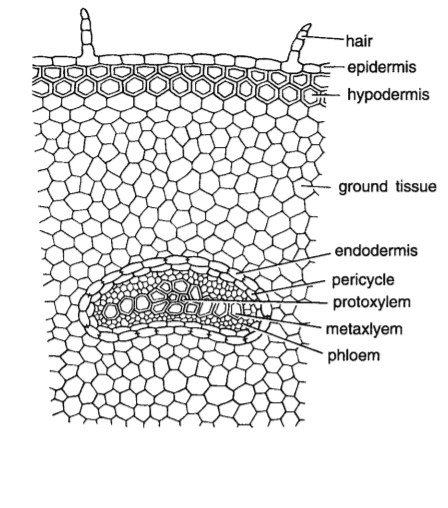 hair
epidermis
hypodermis
ground tissue
endodermis
pericycle
protoxylem
metaxlyem
phloem